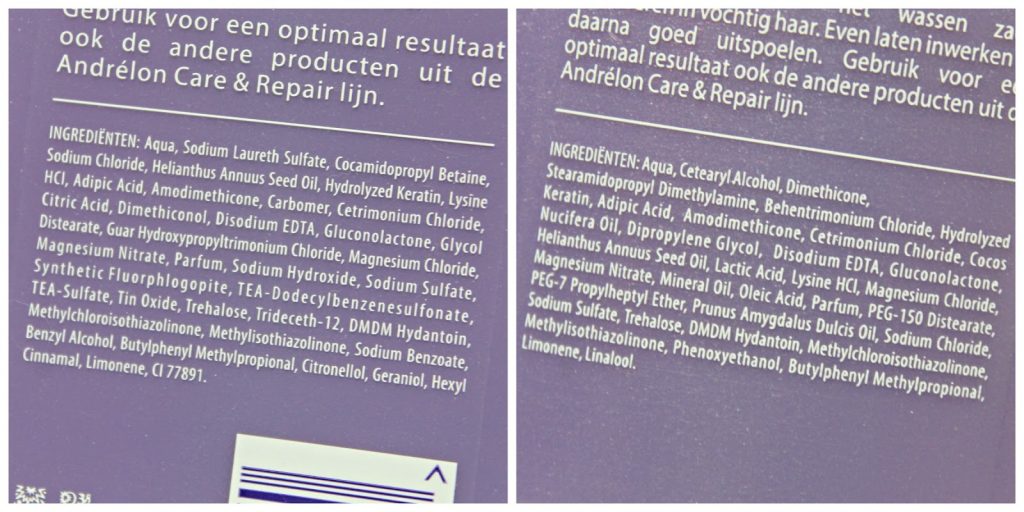 Gebruik voor een optimaal resultaat
ook de andere producten uit de
Andrélon Care & Repair lijn.
INGREDIËNTEN: Aqua, Sodium Laureth Sulfate, Cocamidopropyl Betaine,
Sodium Chloride, Helianthus Annuus Seed Oil, Hydrolyzed Keratin, Lysine
HCl, Adipic Acid, Amodimethicone, Carbomer, Cetrimonium Chloride,
Citric Acid, Dimethiconol, Disodium EDTA, Gluconolactone, Glycol
Distearate, Guar Hydroxypropyltrimonium Chloride, Magnesium Chloride,
Magnesium Nitrate, Parfum, Sodium Hydroxide, Sodium Sulfate,
Synthetic Fluorphlogopite, TEA-Dodecylbenzenesulfonate,
TEA-Sulfate, Tin Oxide, Trehalose, Trideceth-12, DMDM Hydantoin,
Methylchloroisothiazolinone, Methylisothiazolinone, Sodium Benzoate,
Benzyl Alcohol, Butylphenyl Methylpropional, Citronellol, Geraniol, Hexyl
Cinnamal, Limonene, CI 77891.
wassen
in vochtig haar. Even laten inwerken
daarna goed uitspoelen. Gebruik voor
optimaal resultaat ook de andere producten uit
Andrélon Care & Repair lijn.
INGREDIËNTEN: Aqua, Cetearyl Alcohol, Dimethicone,
Stearamidopropyl Dimethylamine, Behentrimonium Chloride, Hydrolyzed
Keratin, Adipic Acid, Amodimethicone, Cetrimonium Chloride, Cocos
Nucifera Oil, Dipropylene Glycol, Disodium EDTA, Gluconolactone,
Helianthus Annuus Seed Oil, Lactic Acid, Lysine HCl, Magnesium Chloride,
Magnesium Nitrate, Mineral Oil, Oleic Acid, Parfum, PEG-150 Distearate,
PEG-7 Propylheptyl Ether, Prunus Amygdalus Dulcis Oil, Sodium Chloride,
Sodium Sulfate, Trehalose, DMDM Hydantoin, Methylchloroisothiazolinone,
Methylisothiazolinone, Phenoxyethanol, Butylphenyl Methylpropional,
Limonene, Linalool.